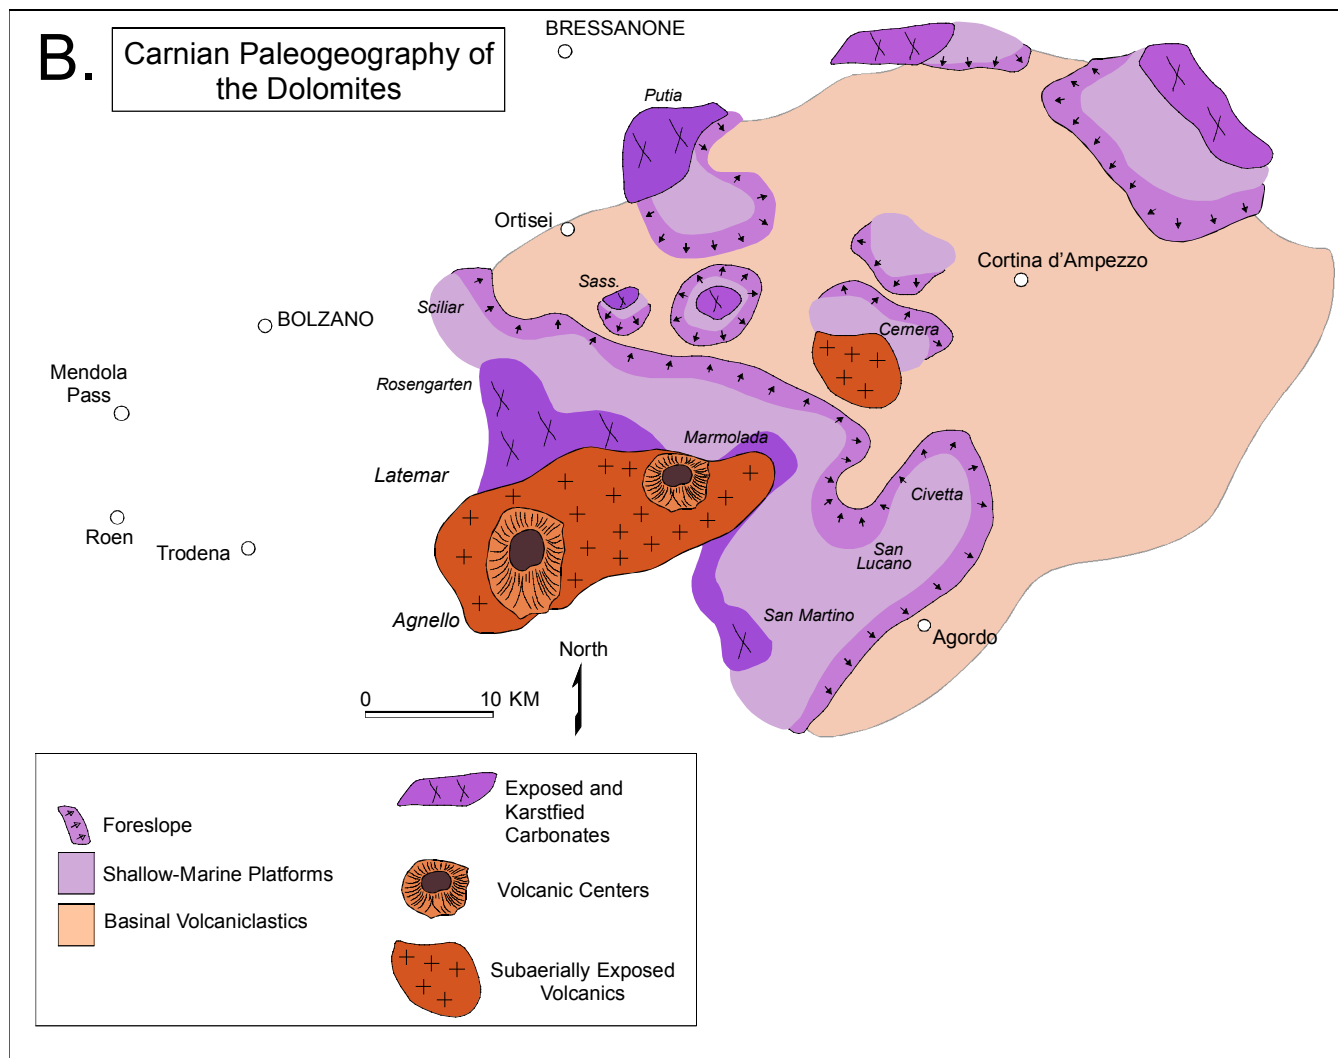 B.
Carnian Paleogeography of
the Dolomites
BRESSANONE
Putia
Ortisei
Cortina d'Ampezzo
Sass.
Sciliar
BOLZANO
Cernera
Mendola
Pass
Rosengarten
Marmolada
Latemar
Civetta
Roen
Trodena
San
Lucano
San Martino
Agnello
Agordo
North
0 10 KM
Foreslope
Shallow-Marine Platforms
Basinal Volcaniclastics
Exposed and
Karstfied
Carbonates
Volcanic Centers
Subaerially Exposed
Volcanics